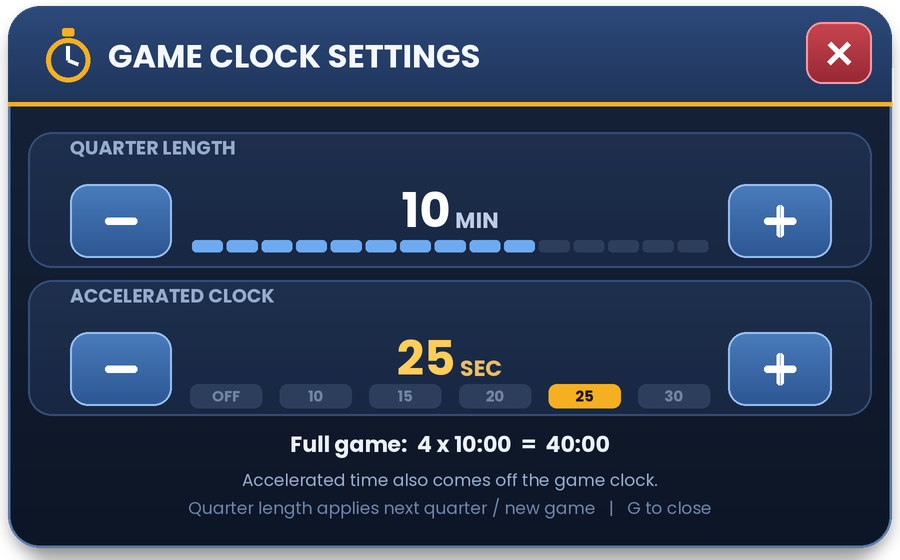 GAME CLOCK SETTINGS
QUARTER LENGTH
10 MIN
ACCELERATED CLOCK
25 SEC
OFF 10 15 20 25 30
Full game: 4 x 10:00 = 40:00
Accelerated time also comes off the game clock.
Quarter length applies next quarter / new game | G to close